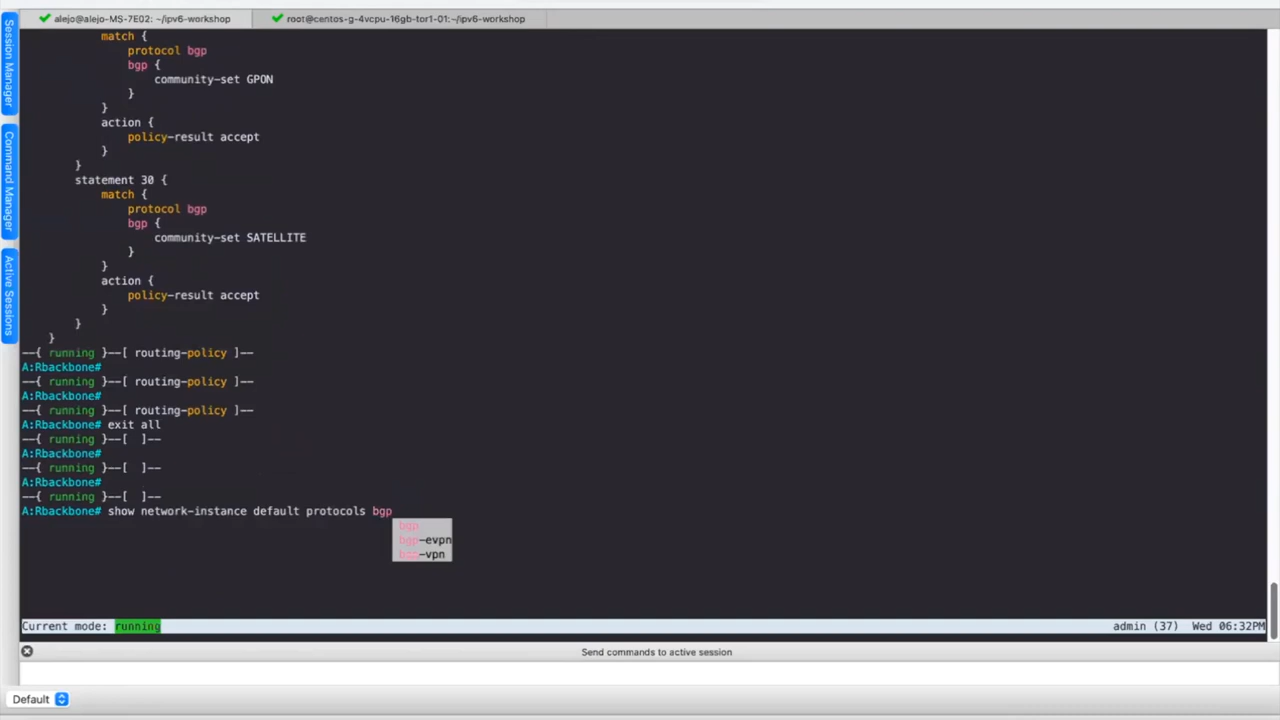 alejo@alejo-MS-7E02: ~/ipv6-workshop
root@centos-g-4vcpu-16gb-tor1-01:~/ipv6-workshop
Session Manager
Command Manager
Active Sessions
match {
protocol bgp
bgp {
community-set GPON
}
}
action {
policy-result accept
}
}
statement 30 {
match {
protocol bgp
bgp {
community-set SATELLITE
}
}
action {
policy-result accept
}
}
}
--{ running }--[ routing-policy ]--
A:Rbackbone#
--{ running }--[ routing-policy ]--
A:Rbackbone#
--{ running }--[ routing-policy ]--
A:Rbackbone# exit all
--{ running }--[  ]--
A:Rbackbone#
--{ running }--[  ]--
A:Rbackbone#
--{ running }--[  ]--
A:Rbackbone# show network-instance default protocols bgp
bgp
bgp-evpn
bgp-vpn
Current mode: running
admin (37)  Wed 06:32PM
Send commands to active session
Default